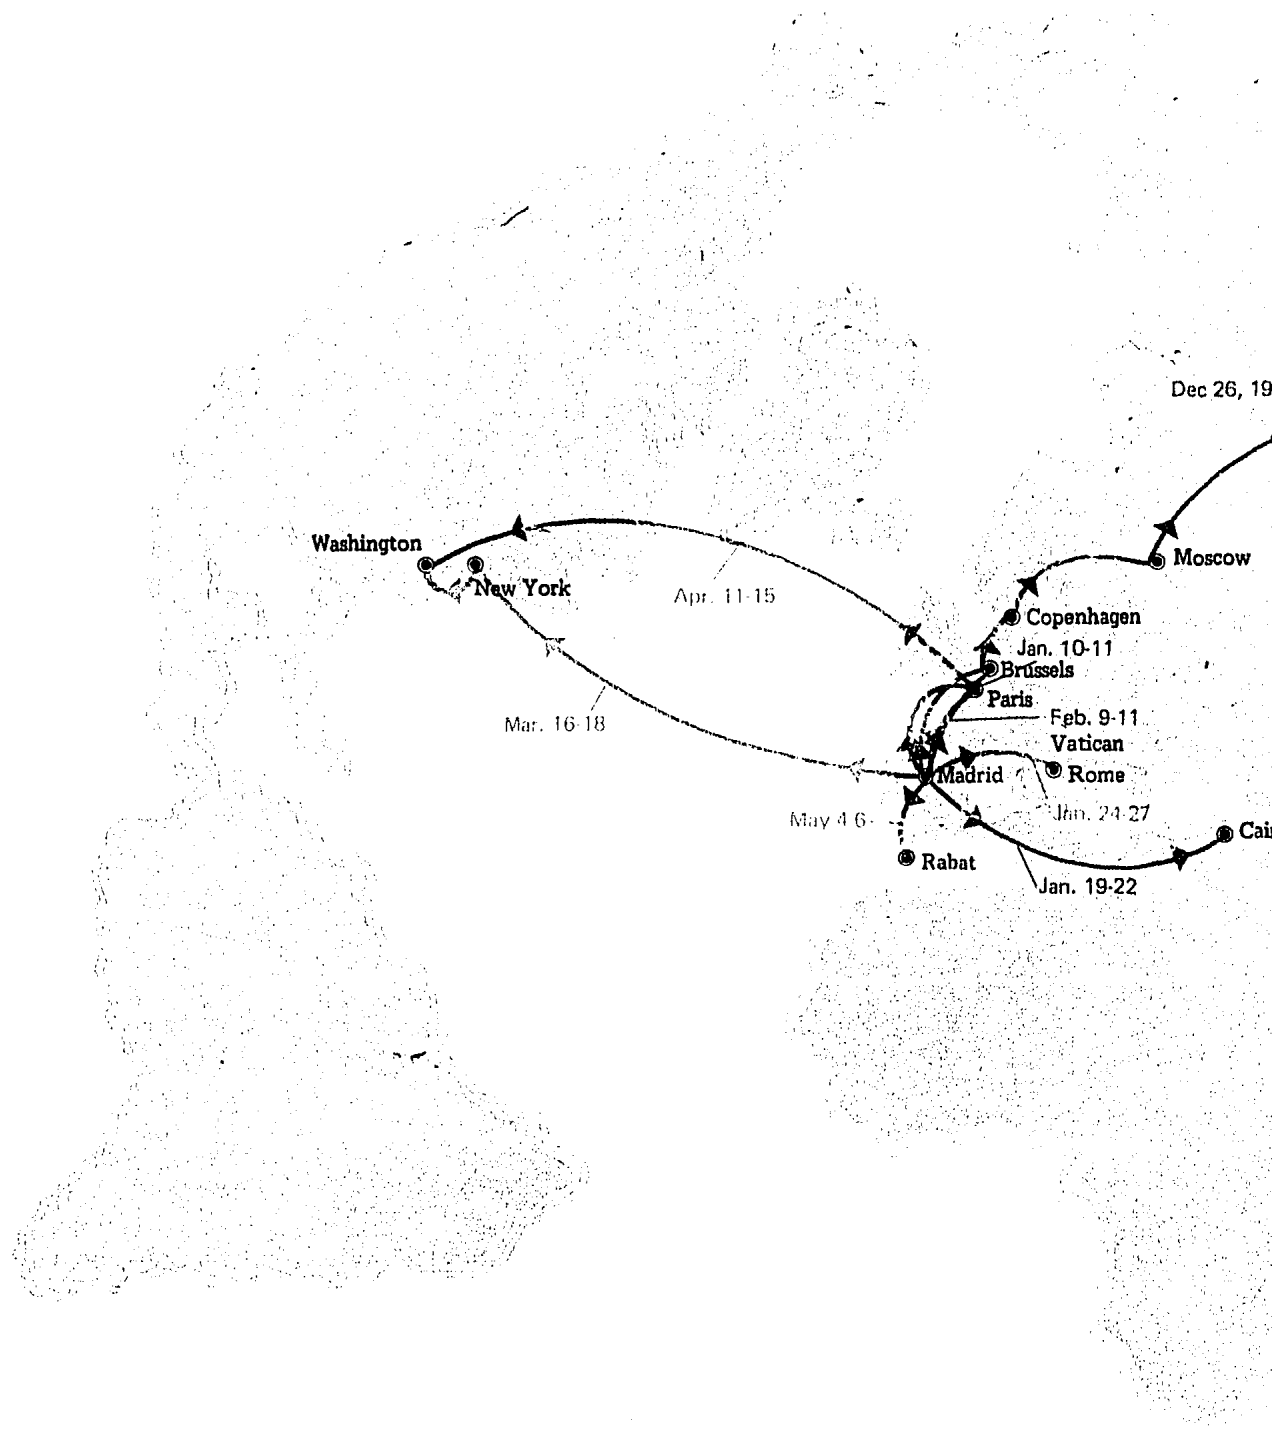 Dec 26, 19
Washington
New York
Apr. 11-15
Moscow
Copenhagen
Jan. 10-11
Brussels
Paris
Mar. 16-18
Feb. 9-11
Vatican
Madrid
Rome
May 4 6-
Jan. 24-27
Cai
Rabat
Jan. 19-22